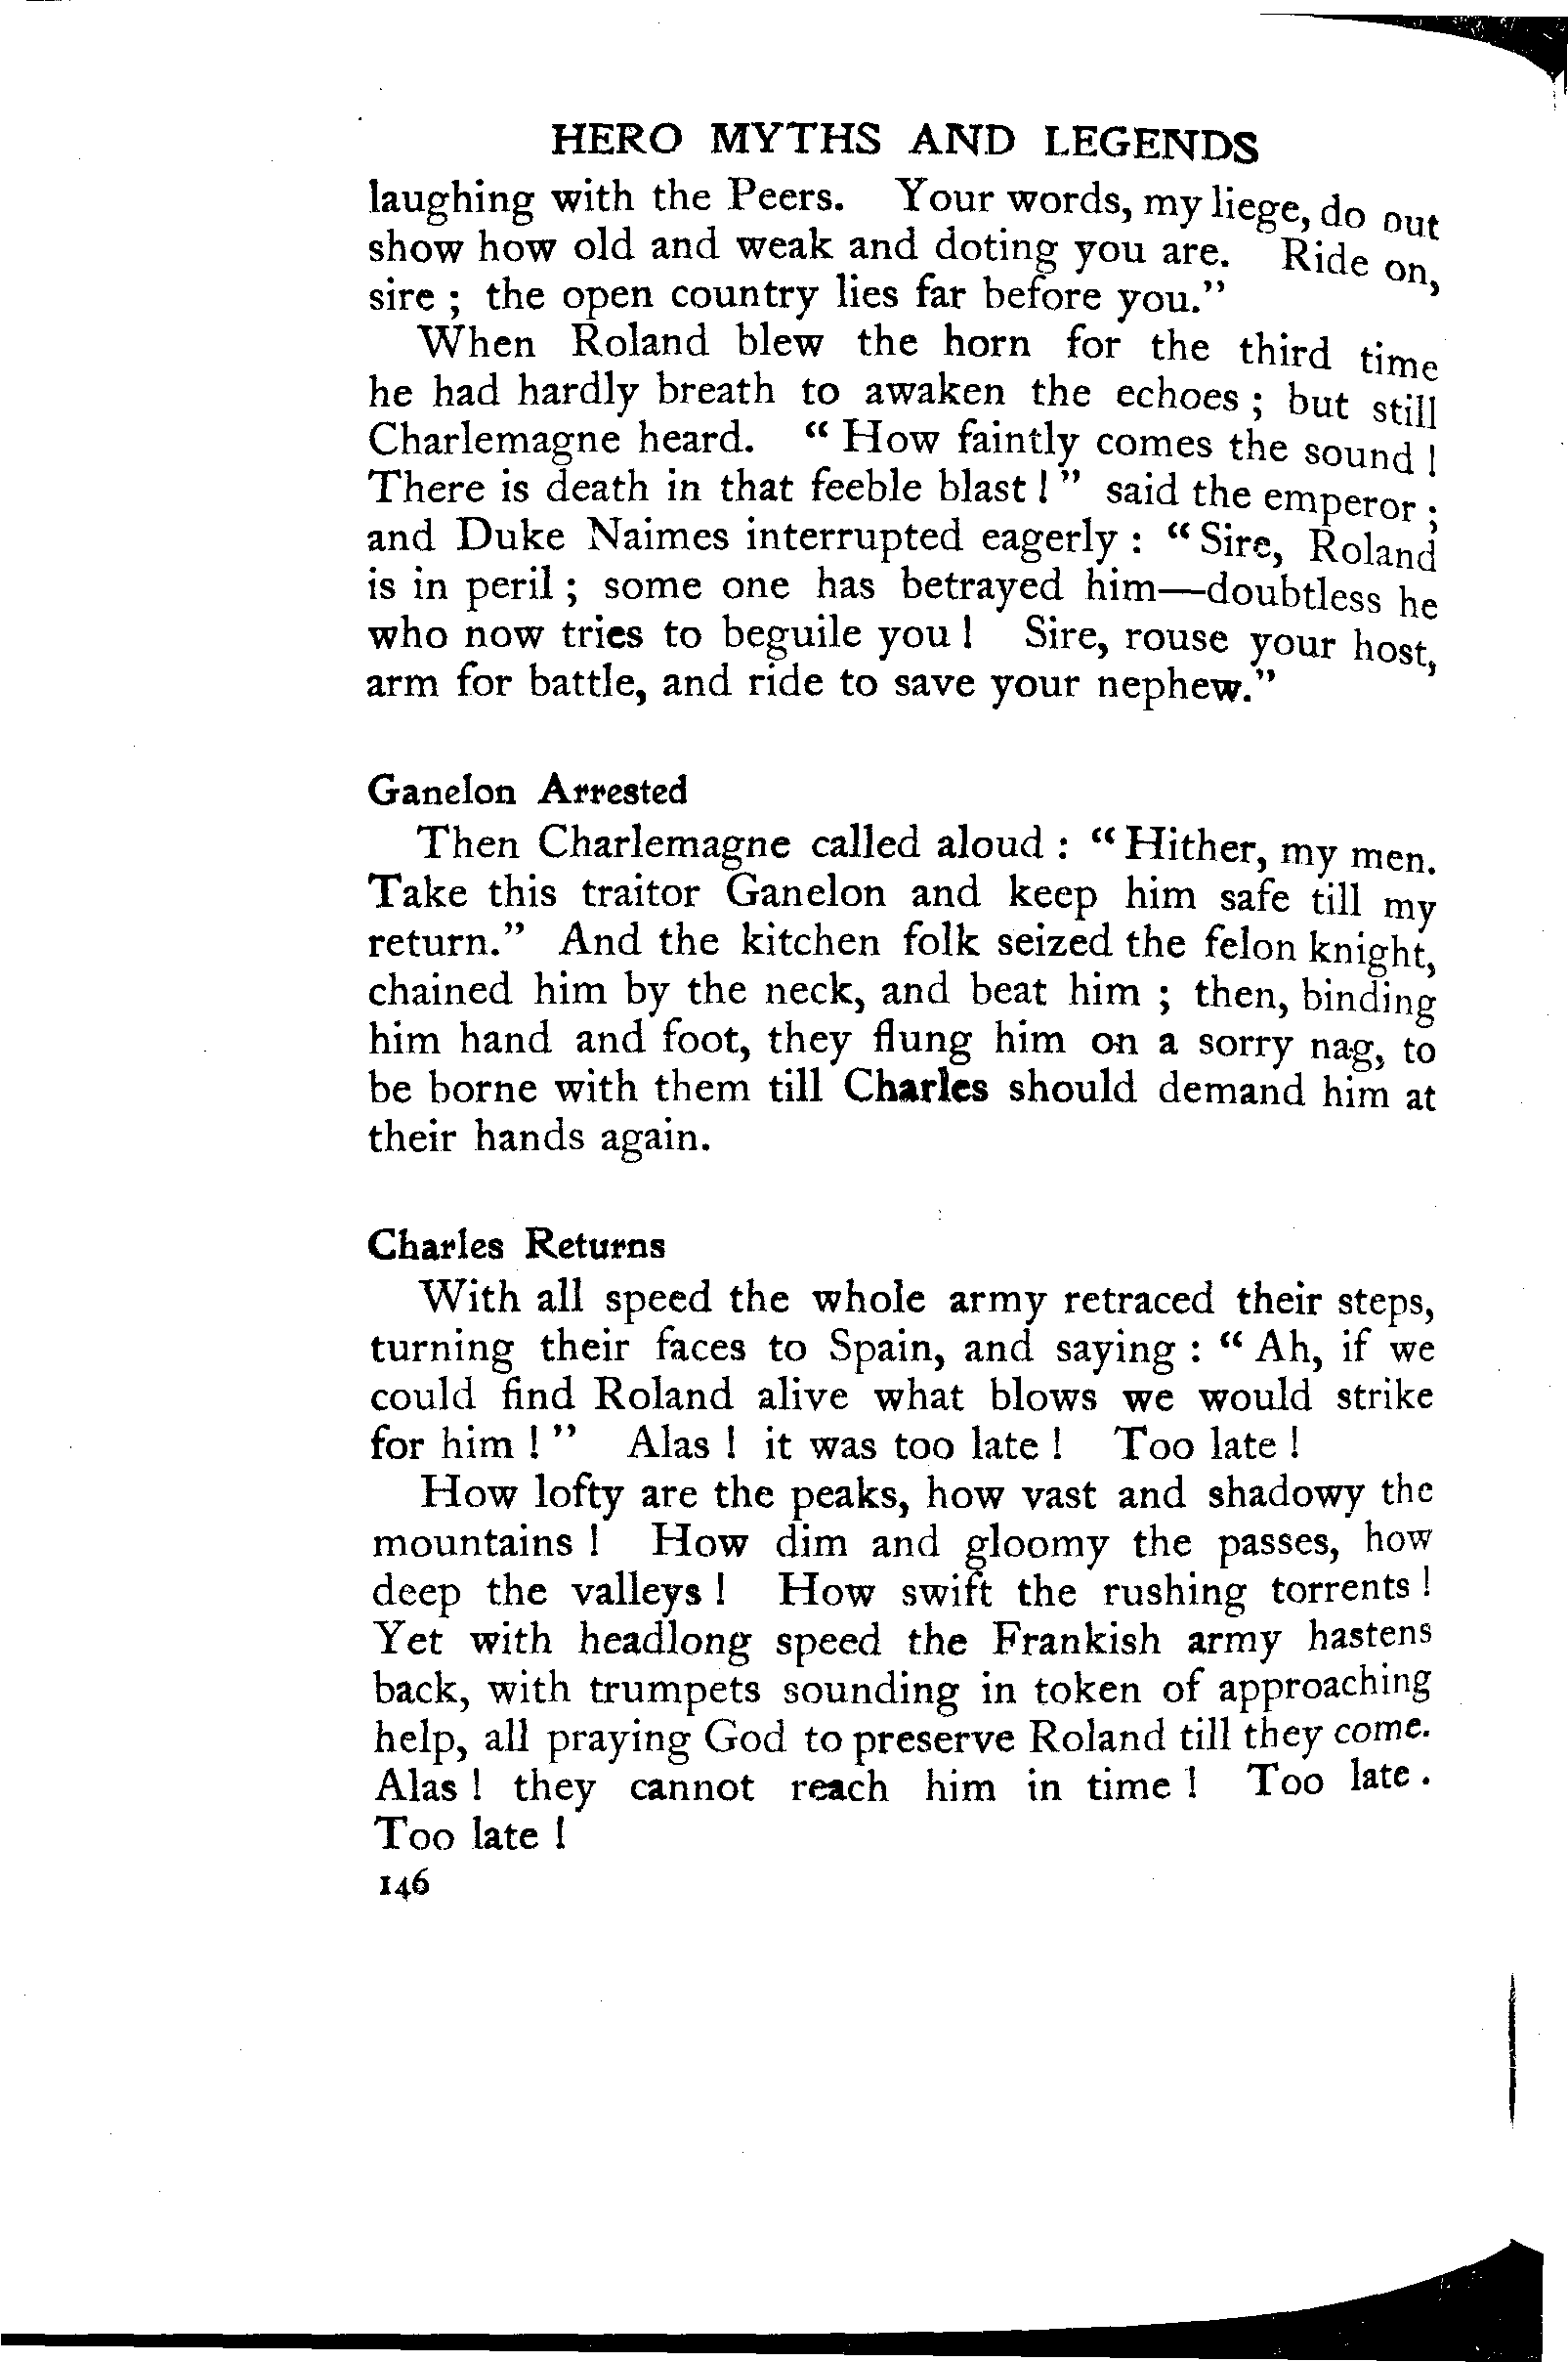 HERO MYTHS AND LEGENDS
laughing with the Peers. Your words, my liege, do out
show how old and weak and doting you are. Ride on,
sire ; the open country lies far before you.”
When Roland blew the horn for the third time
he had hardly breath to awaken the echoes ; but still
Charlemagne heard. “ How faintly comes the sound !
There is death in that feeble blast ! ” said the emperor ;
and Duke Naimes interrupted eagerly : “ Sire, Roland
is in peril ; some one has betrayed him—doubtless he
who now tries to beguile you ! Sire, rouse your host,
arm for battle, and ride to save your nephew.”
Ganelon Arrested
Then Charlemagne called aloud : “ Hither, my men.
Take this traitor Ganelon and keep him safe till my
return.” And the kitchen folk seized the felon knight,
chained him by the neck, and beat him ; then, binding
him hand and foot, they flung him on a sorry nag, to
be borne with them till Charles should demand him at
their hands again.
Charles Returns
With all speed the whole army retraced their steps,
turning their faces to Spain, and saying : “ Ah, if we
could find Roland alive what blows we would strike
for him ! ” Alas ! it was too late ! Too late !
How lofty are the peaks, how vast and shadowy the
mountains ! How dim and gloomy the passes, how
deep the valleys ! How swift the rushing torrents !
Yet with headlong speed the Frankish army hastens
back, with trumpets sounding in token of approaching
help, all praying God to preserve Roland till they come.
Alas ! they cannot reach him in time ! Too late .
Too late !
146